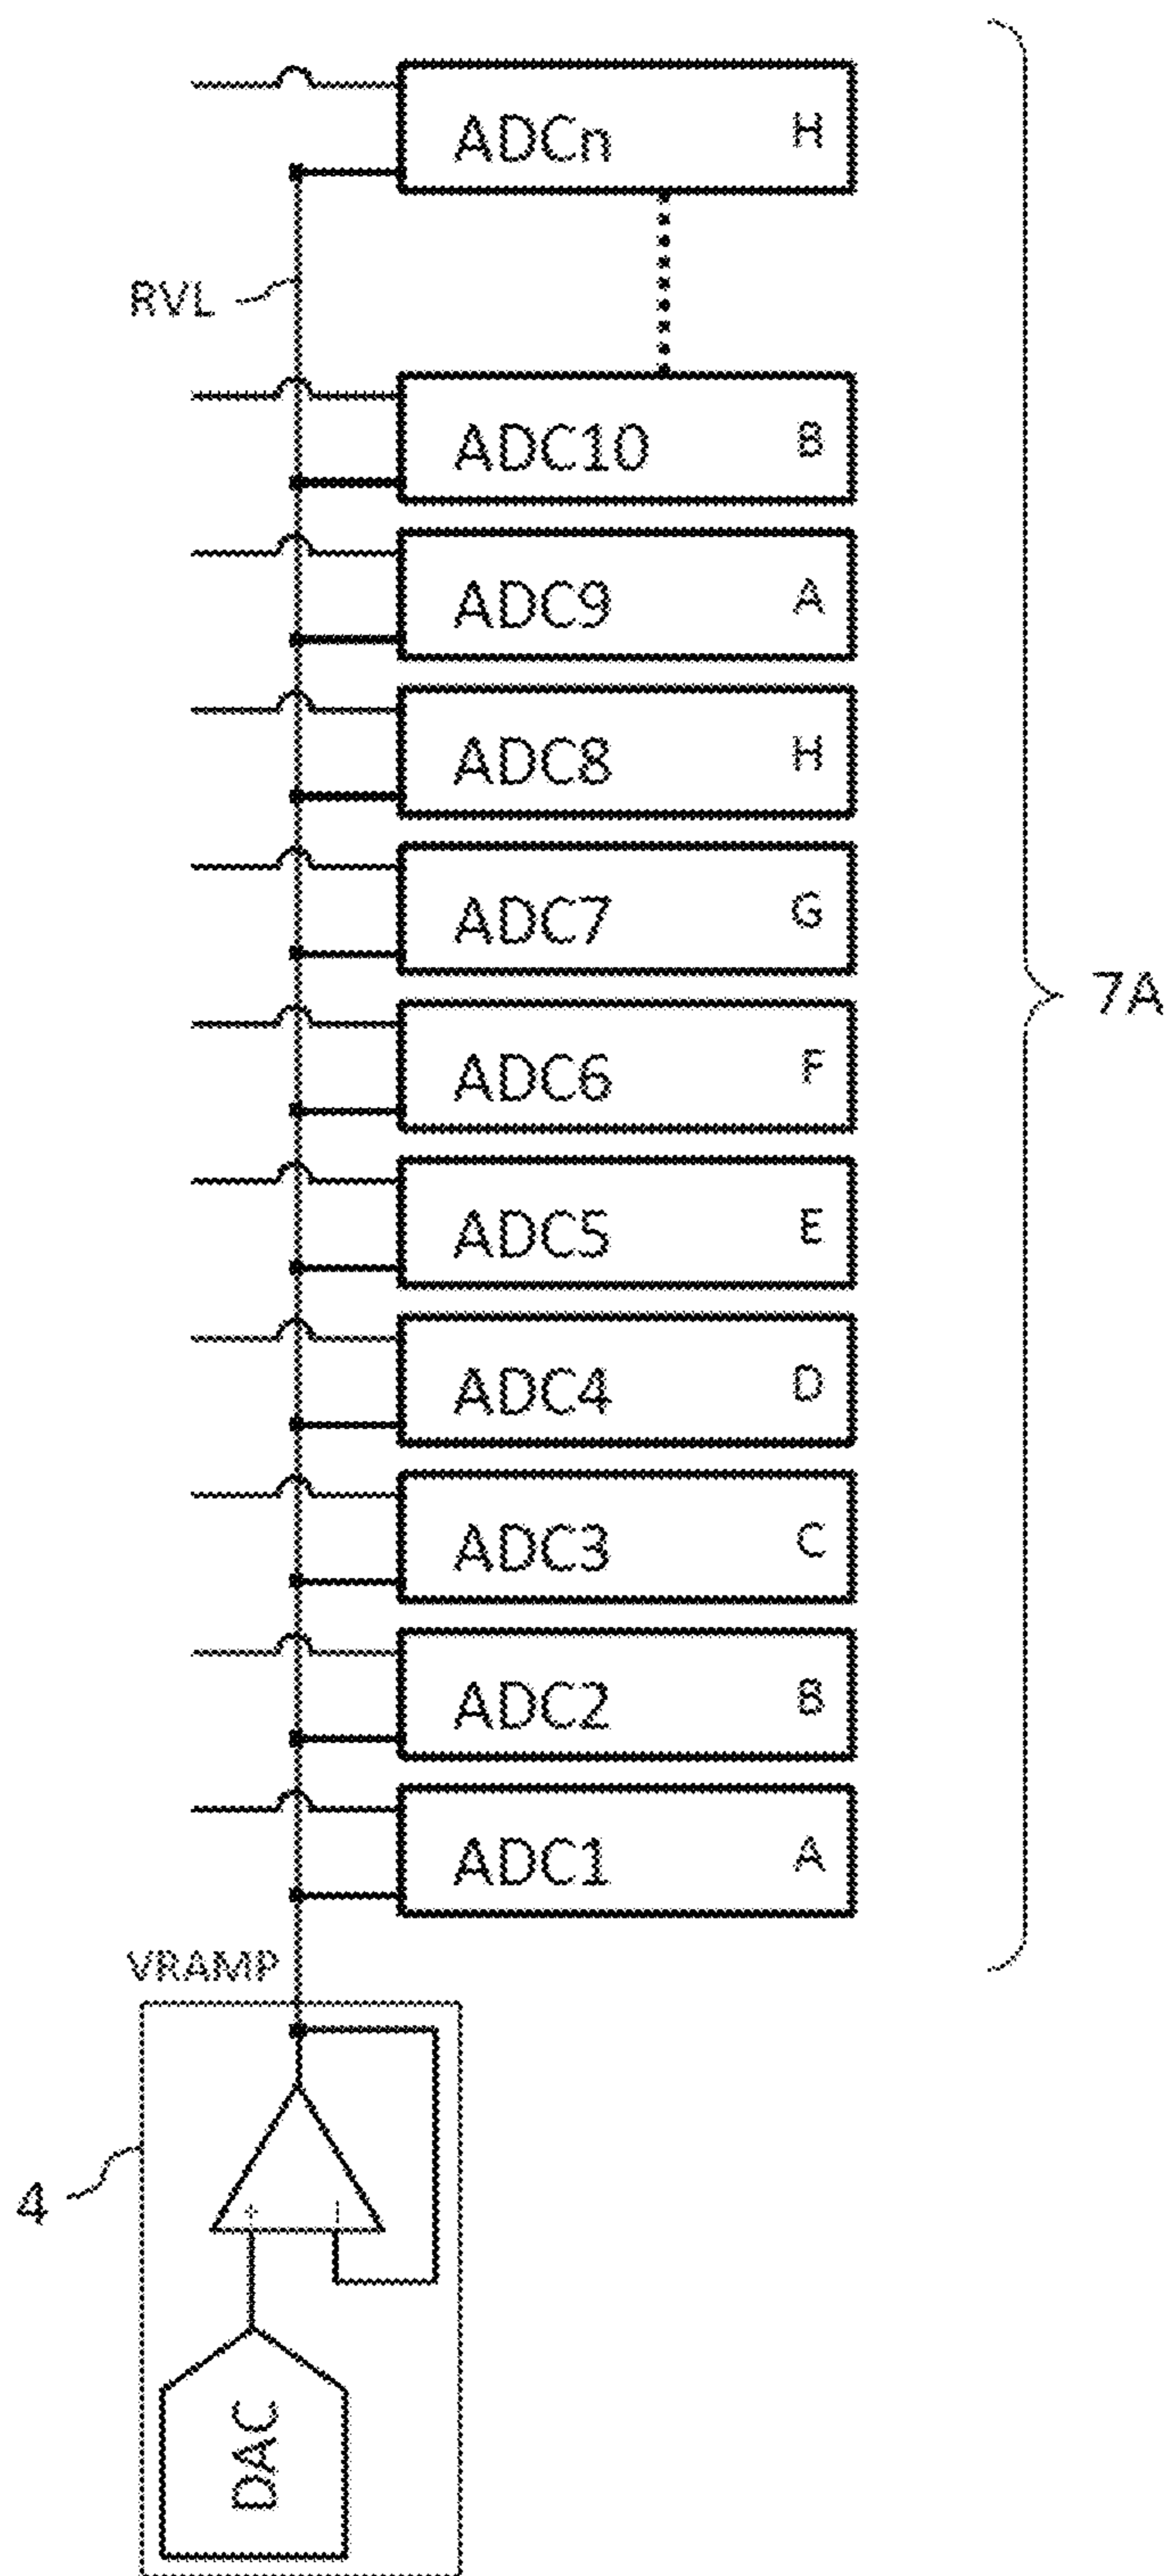 ADCn H
RVL
ADC10 B
ADC9 A
ADC8 H
ADC7 G
7A
ADC6 F
ADC5 E
ADC4 D
ADC3 C
ADC2 B
ADC1 A
VRAMP
4
+ -
DAC